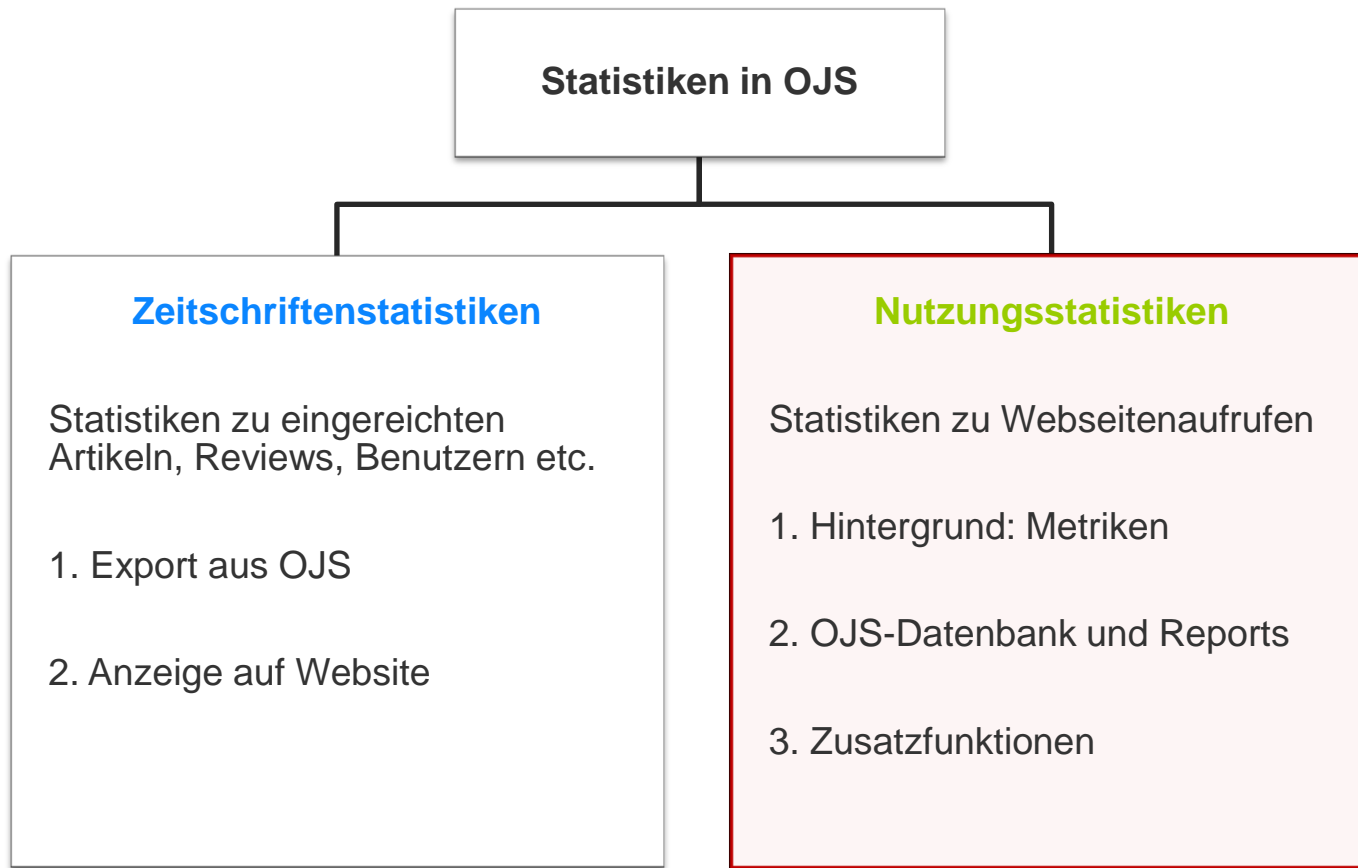 Statistiken in OJS
Zeitschriftenstatistiken
Statistiken zu eingereichten
Artikeln, Reviews, Benutzern etc.
1. Export aus OJS
2. Anzeige auf Website
Nutzungsstatistiken
Statistiken zu Webseitenaufrufen
1. Hintergrund: Metriken
2. OJS-Datenbank und Reports
3. Zusatzfunktionen